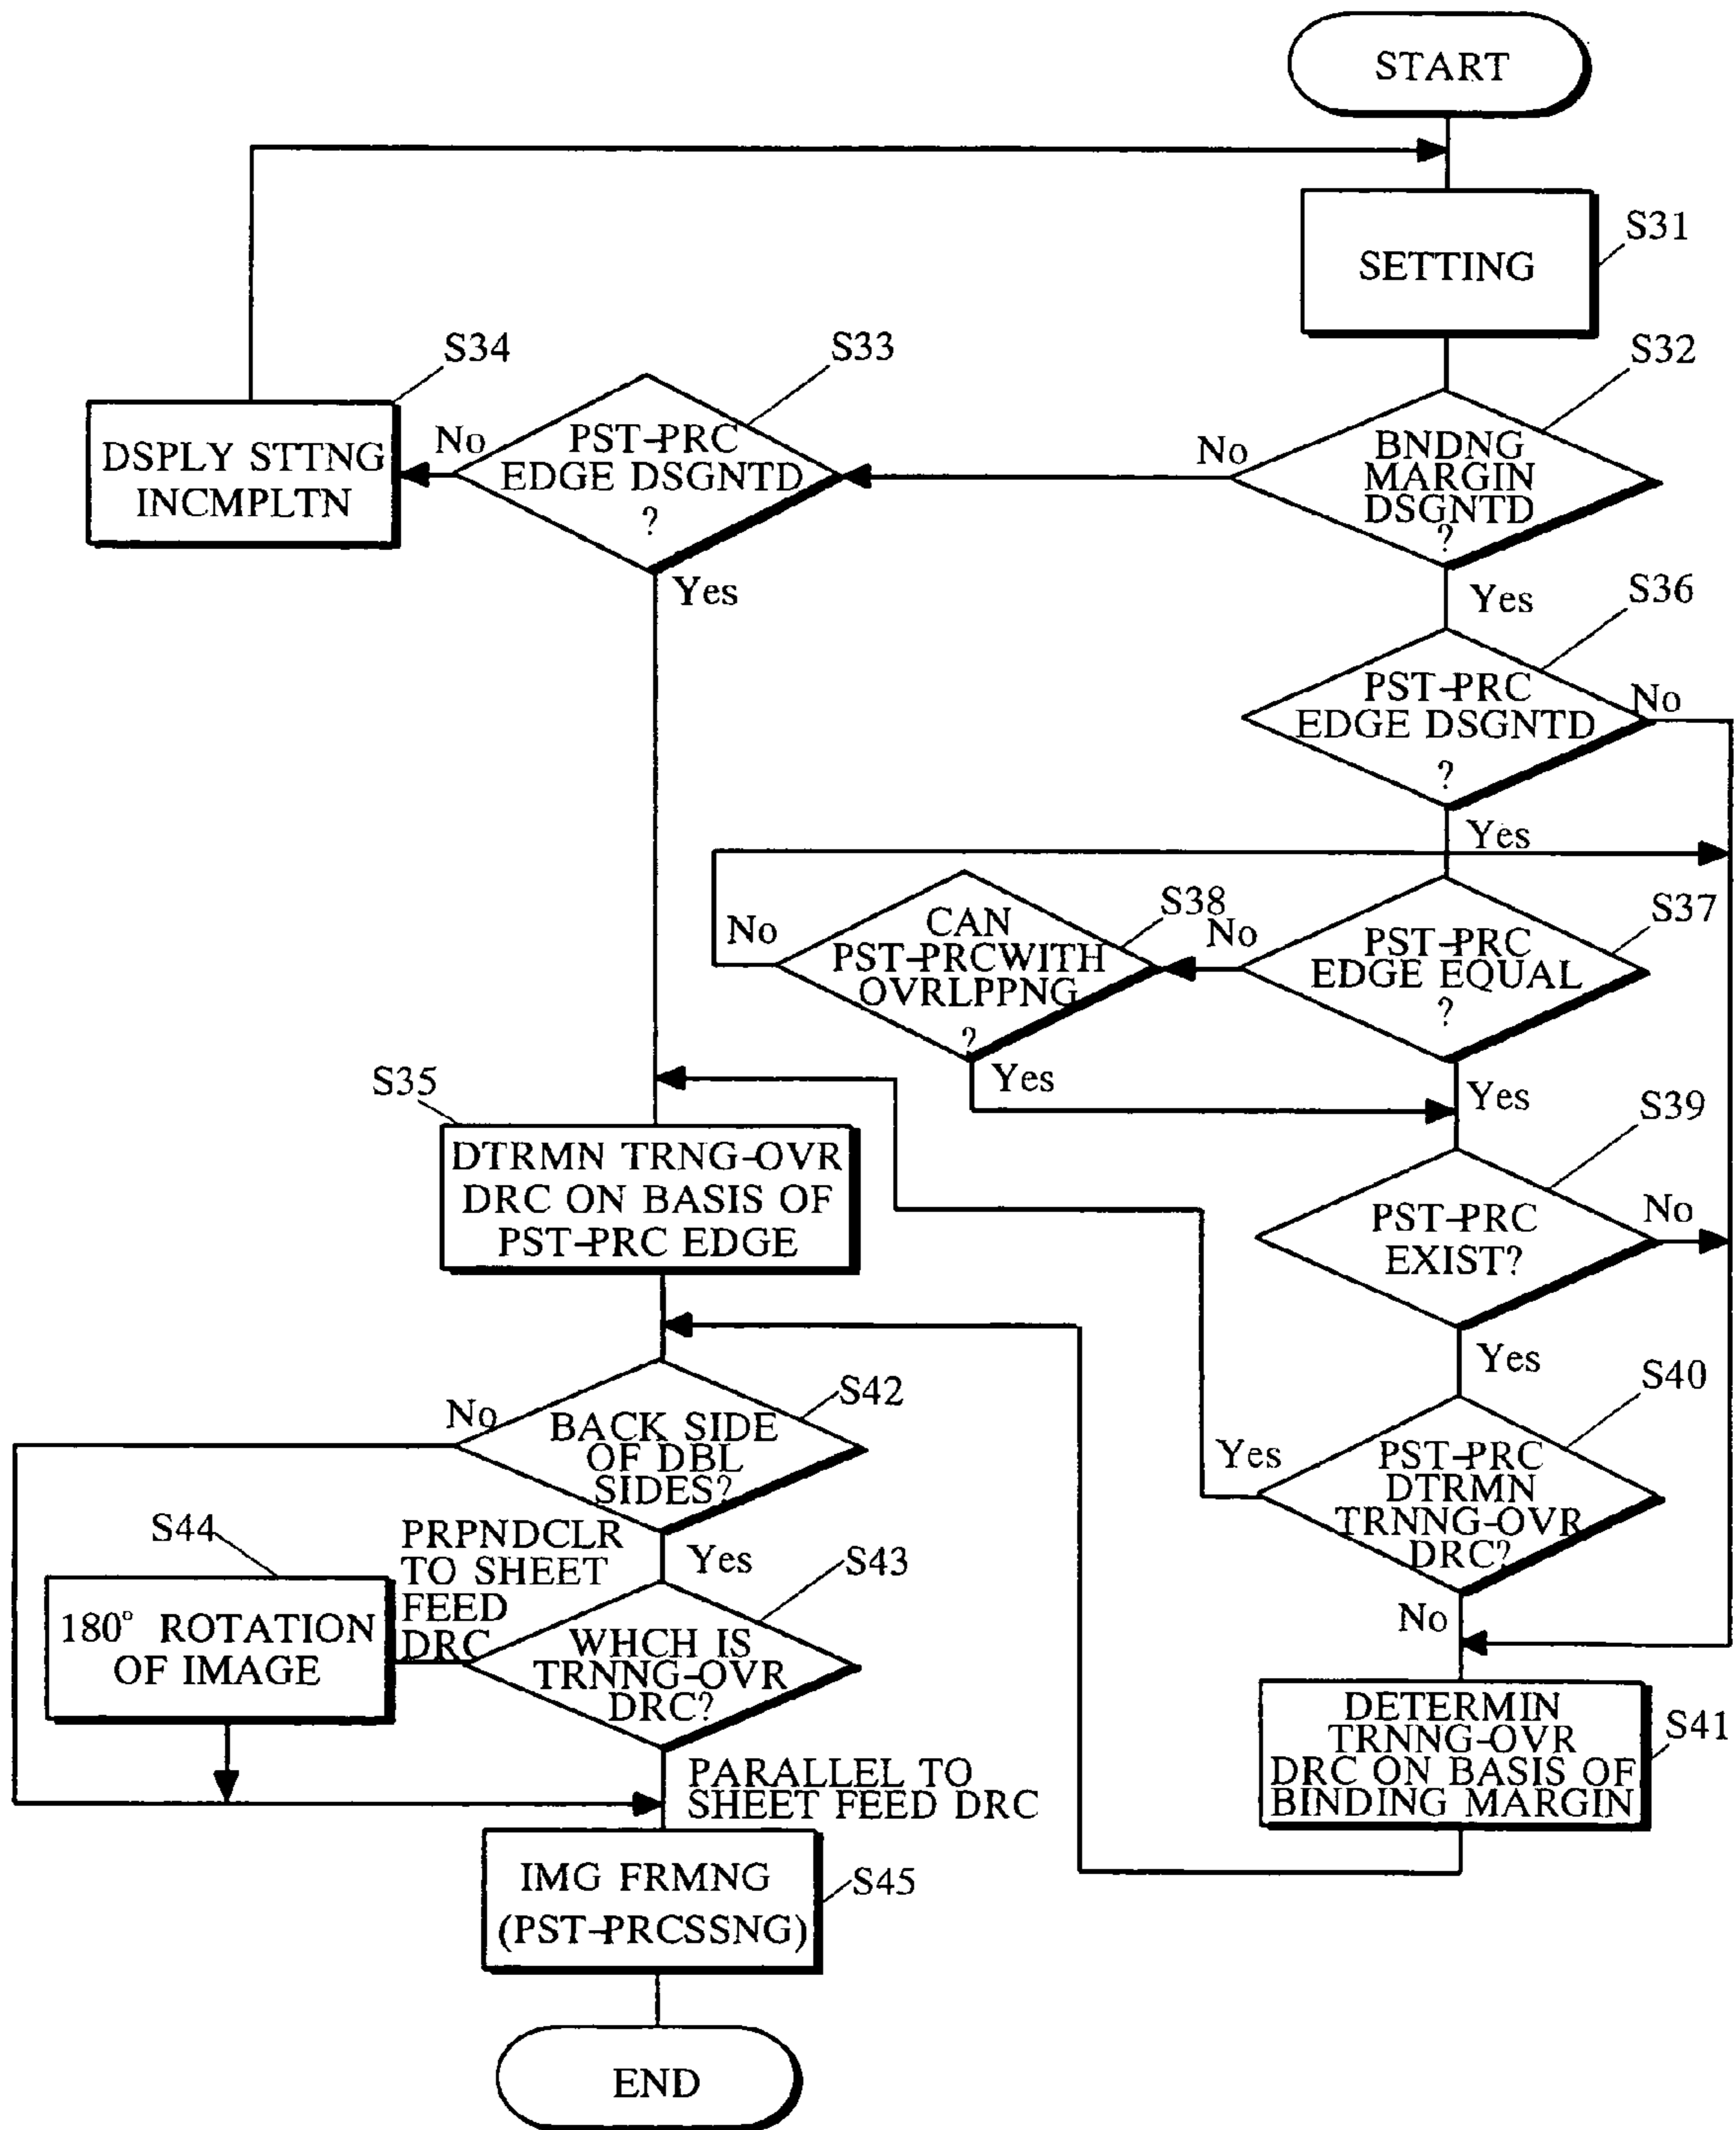 START
SETTING
S31
S32
BNDNG
MARGIN
DSGNTD
?
No
Yes
S33
PST-PRC
EDGE DSGNTD
?
No
Yes
S34
DSPLY STTNG
INCMPLTN
S36
PST-PRC
EDGE DSGNTD
?
No
Yes
S37
PST-PRC
EDGE EQUAL
?
No
Yes
S38
CAN
PST-PRCWITH
OVRLPPNG
?
No
Yes
S39
PST-PRC
EXIST?
No
Yes
S35
DTRMN TRNG-OVR
DRC ON BASIS OF
PST-PRC EDGE
S40
PST-PRC
DTRMN
TRNNG-OVR
DRC?
Yes
No
S41
DETERMIN
TRNNG-OVR
DRC ON BASIS OF
BINDING MARGIN
S42
BACK SIDE
OF DBL
SIDES?
No
Yes
S43
WHCH IS
TRNNG-OVR
DRC?
PRPNDCLR
TO SHEET
FEED
DRC
S44
180° ROTATION
OF IMAGE
PARALLEL TO
SHEET FEED DRC
S45
IMG FRMNG
(PST-PRCSSNG)
END